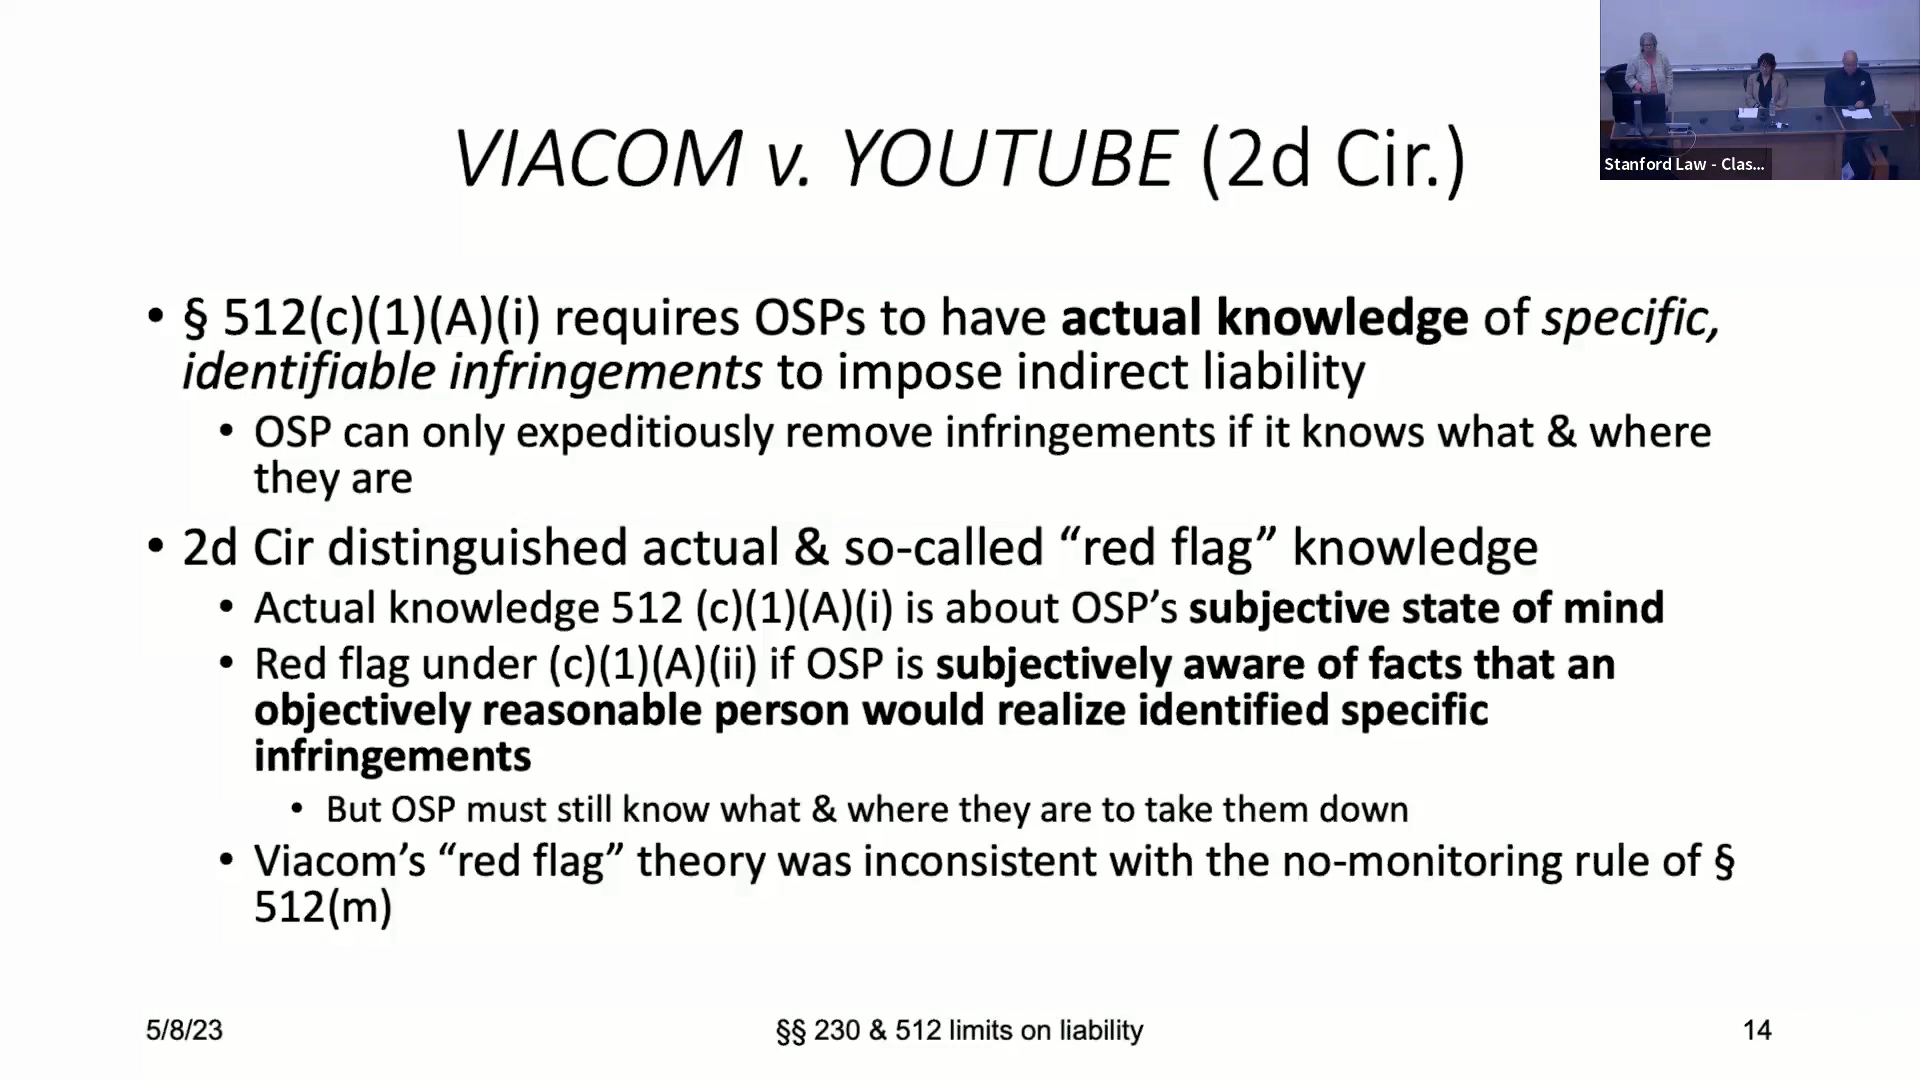 VIACOM v. YOUTUBE (2d Cir.)
Stanford Law - Clas...
• § 512(c)(1)(A)(i) requires OSPs to have actual knowledge of specific,
identifiable infringements to impose indirect liability
• OSP can only expeditiously remove infringements if it knows what & where
they are
• 2d Cir distinguished actual & so-called “red flag” knowledge
• Actual knowledge 512 (c)(1)(A)(i) is about OSP’s subjective state of mind
• Red flag under (c)(1)(A)(ii) if OSP is subjectively aware of facts that an
objectively reasonable person would realize identified specific
infringements
• But OSP must still know what & where they are to take them down
• Viacom’s “red flag” theory was inconsistent with the no-monitoring rule of §
512(m)
5/8/23
§§ 230 & 512 limits on liability
14